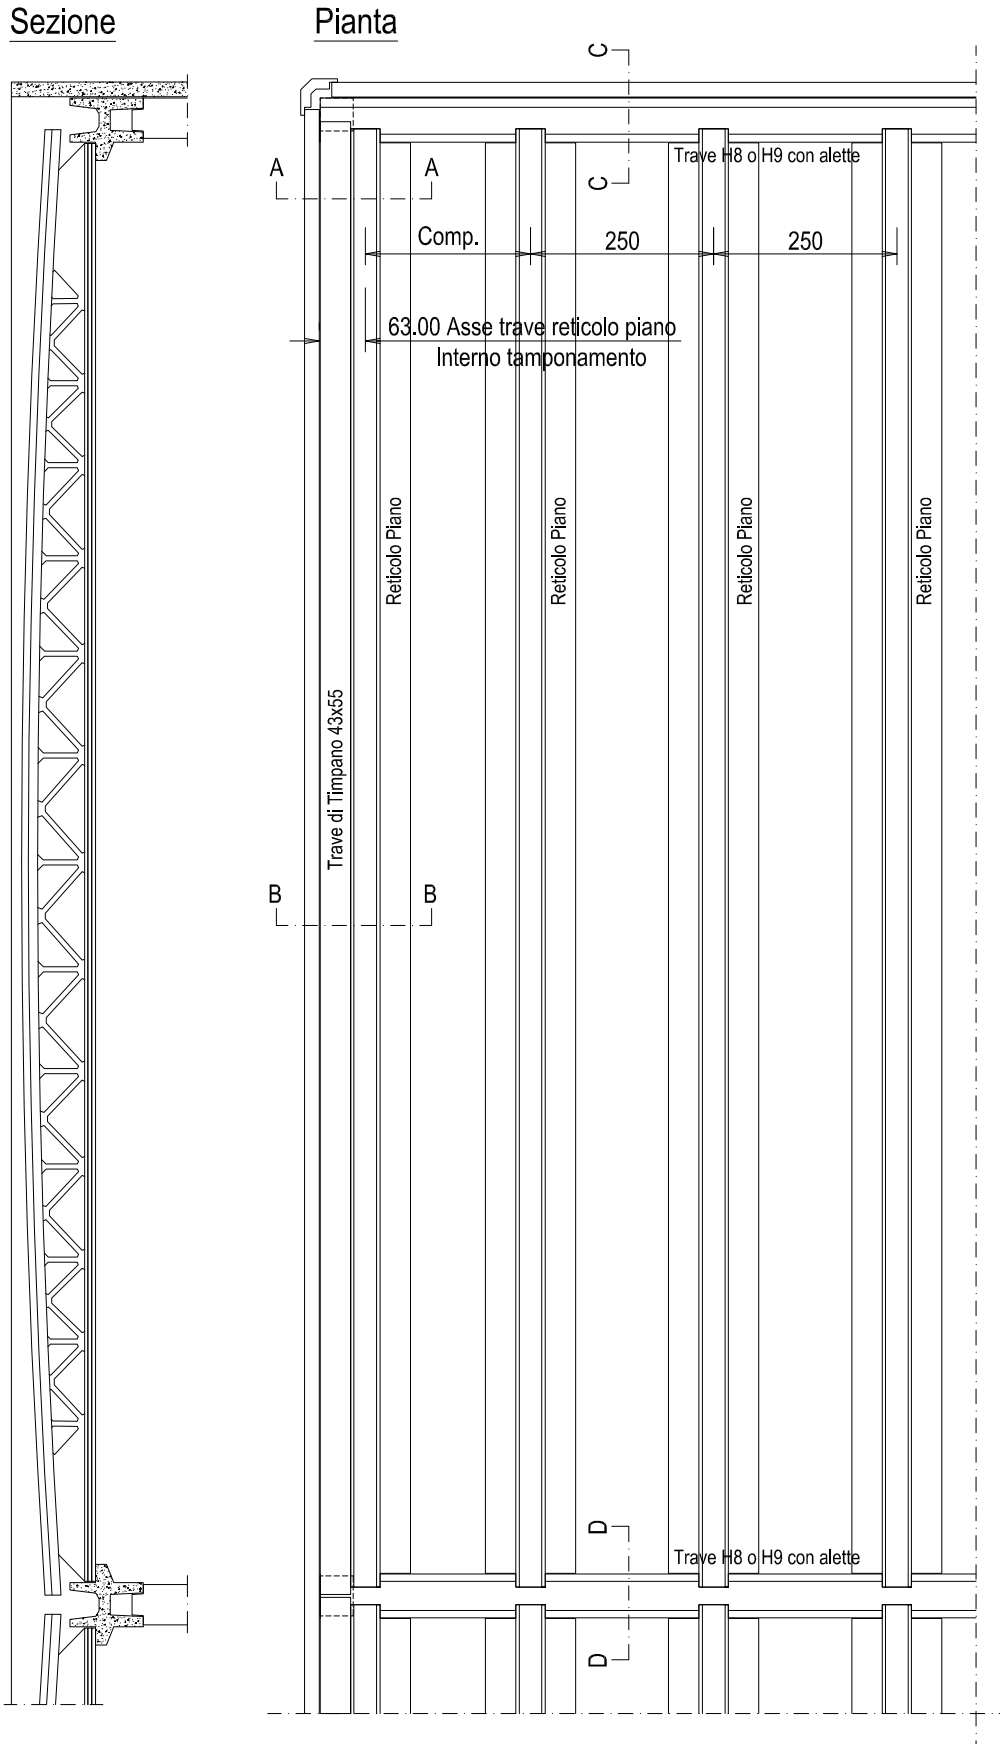 Sezione
Pianta
C
Trave H8 o H9 con alette
A
A
C
Comp.
250
250
63.00 Asse trave reticolo piano
Interno tamponamento
Reticolo Piano
Reticolo Piano
Reticolo Piano
Reticolo Piano
Trave di Timpano 43x55
B
B
D
Trave H8 o H9 con alette
D